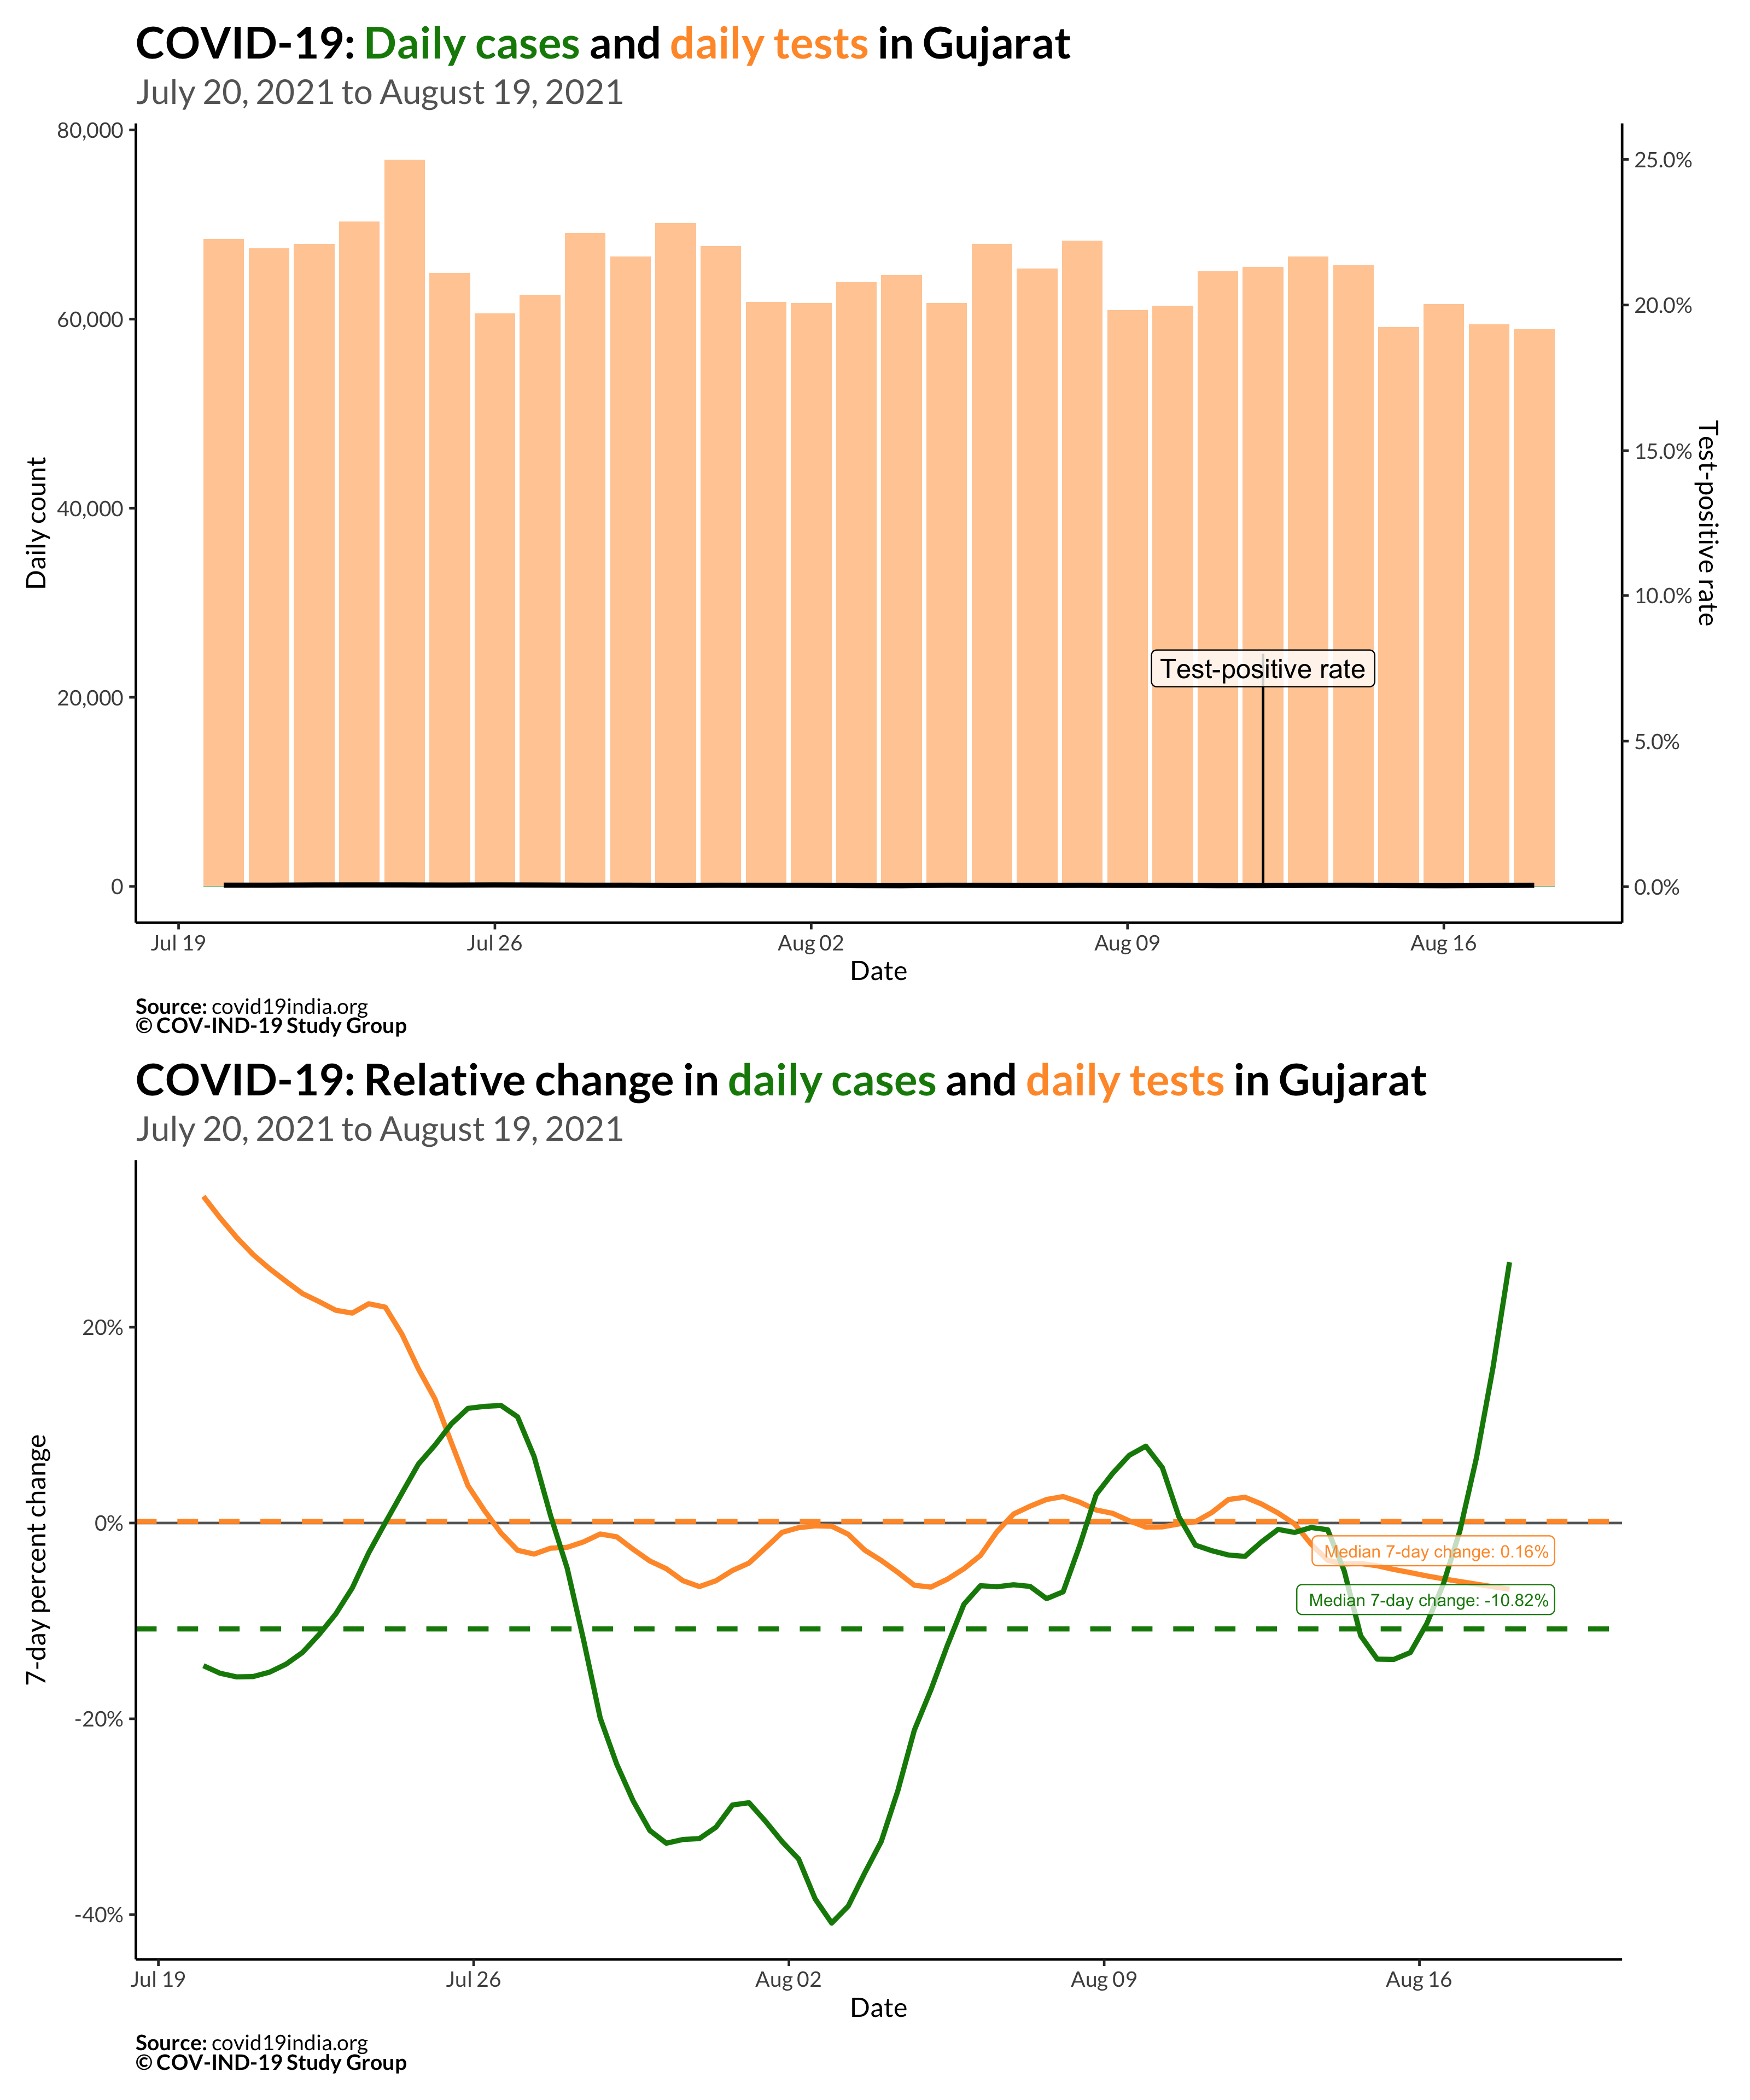 COVID-19: Daily cases and daily tests in Gujarat
July 20, 2021 to August 19, 2021
80,000
60,000
40,000
20,000
0
Daily count
25.0%
20.0%
15.0%
10.0%
5.0%
0.0%
Test-positive rate
Test-positive rate
Jul 19
Jul 26
Aug 02
Aug 09
Aug 16
Date
Source: covid19india.org
© COV-IND-19 Study Group
COVID-19: Relative change in daily cases and daily tests in Gujarat
July 20, 2021 to August 19, 2021
20%
0%
-20%
-40%
7-day percent change
Median 7-day change: 0.16%
Median 7-day change: -10.82%
Jul 19
Jul 26
Aug 02
Aug 09
Aug 16
Date
Source: covid19india.org
© COV-IND-19 Study Group